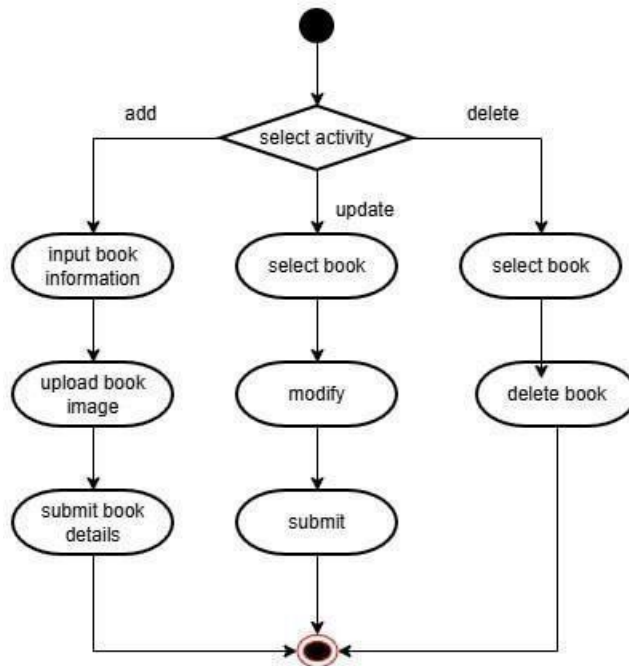 add
delete
select activity
update
input book
information
select book
select book
upload book
image
modify
delete book
submit book
details
submit